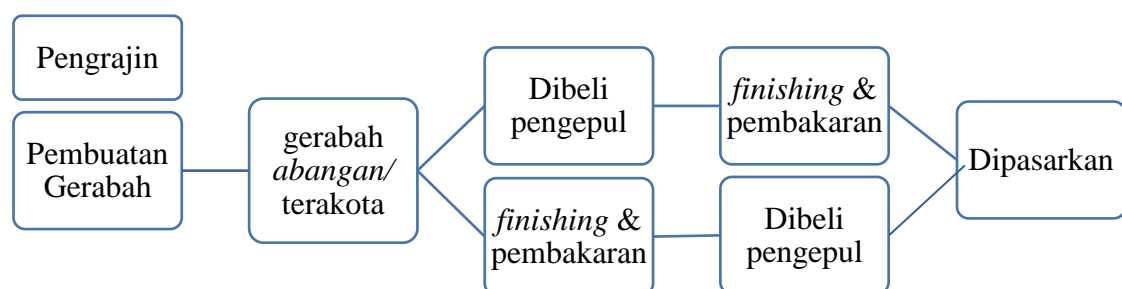 Pengrajin
Pembuatan
Gerabah
gerabah
abangan/
terakota
Dibeli
pengepul
finishing &
pembakaran
finishing &
pembakaran
Dibeli
pengepul
Dipasarkan